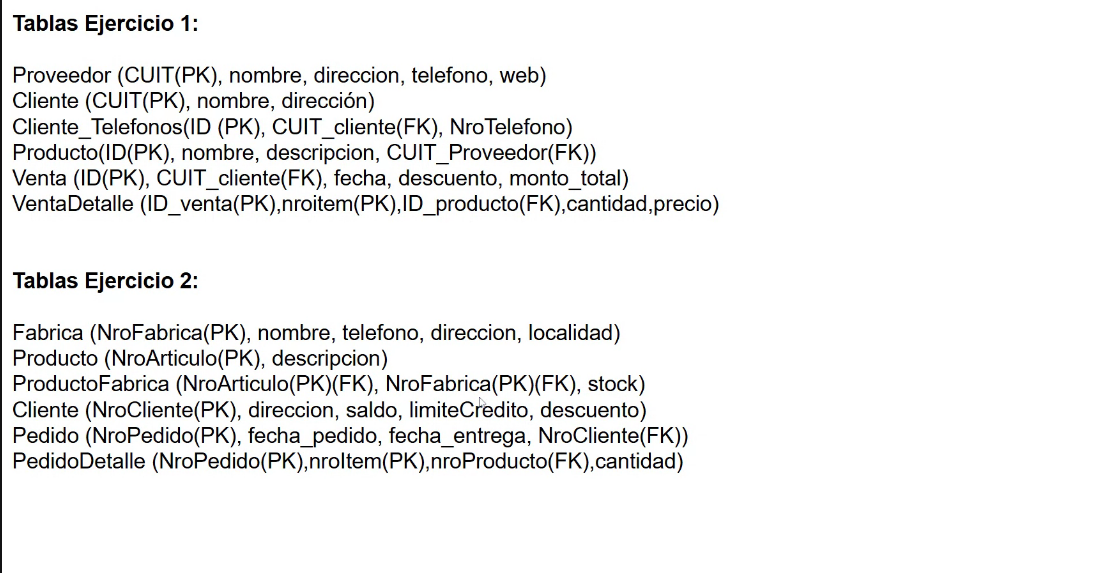 Tablas Ejercicio 1:
Proveedor (CUIT(PK), nombre, direccion, telefono, web)
Cliente (CUIT(PK), nombre, dirección)
Cliente_Telefonos(ID (PK), CUIT_cliente(FK), NroTelefono)
Producto(ID(PK), nombre, descripcion, CUIT_Proveedor(FK))
Venta (ID(PK), CUIT_cliente(FK), fecha, descuento, monto_total)
VentaDetalle (ID_venta(PK),nroitem(PK),ID_producto(FK),cantidad,precio)
Tablas Ejercicio 2:
Fabrica (NroFabrica(PK), nombre, telefono, direccion, localidad)
Producto (NroArticulo(PK), descripcion)
ProductoFabrica (NroArticulo(PK)(FK), NroFabrica(PK)(FK), stock)
Cliente (NroCliente(PK), direccion, saldo, limiteCredito, descuento)
Pedido (NroPedido(PK), fecha_pedido, fecha_entrega, NroCliente(FK))
PedidoDetalle (NroPedido(PK),nroItem(PK),nroProducto(FK),cantidad)